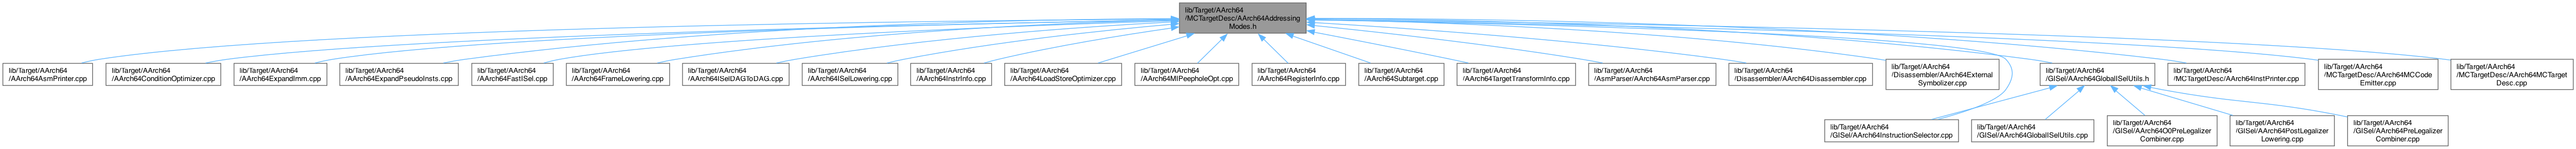 lib/Target/AArch64
/MCTargetDesc/AArch64Addressing
Modes.h
lib/Target/AArch64
/AArch64AsmPrinter.cpp
lib/Target/AArch64
/AArch64ConditionOptimizer.cpp
lib/Target/AArch64
/AArch64ExpandImm.cpp
lib/Target/AArch64
/AArch64ExpandPseudoInsts.cpp
lib/Target/AArch64
/AArch64FastISel.cpp
lib/Target/AArch64
/AArch64FrameLowering.cpp
lib/Target/AArch64
/AArch64ISelDAGToDAG.cpp
lib/Target/AArch64
/AArch64ISelLowering.cpp
lib/Target/AArch64
/AArch64InstrInfo.cpp
lib/Target/AArch64
/AArch64LoadStoreOptimizer.cpp
lib/Target/AArch64
/AArch64MIPeepholeOpt.cpp
lib/Target/AArch64
/AArch64RegisterInfo.cpp
lib/Target/AArch64
/AArch64Subtarget.cpp
lib/Target/AArch64
/AArch64TargetTransformInfo.cpp
lib/Target/AArch64
/AsmParser/AArch64AsmParser.cpp
lib/Target/AArch64
/Disassembler/AArch64Disassembler.cpp
lib/Target/AArch64
/Disassembler/AArch64External
Symbolizer.cpp
lib/Target/AArch64
/GISel/AArch64GlobalISelUtils.h
lib/Target/AArch64
/MCTargetDesc/AArch64InstPrinter.cpp
lib/Target/AArch64
/MCTargetDesc/AArch64MCCode
Emitter.cpp
lib/Target/AArch64
/MCTargetDesc/AArch64MCTarget
Desc.cpp
lib/Target/AArch64
/GISel/AArch64InstructionSelector.cpp
lib/Target/AArch64
/GISel/AArch64GlobalISelUtils.cpp
lib/Target/AArch64
/GISel/AArch64O0PreLegalizer
Combiner.cpp
lib/Target/AArch64
/GISel/AArch64PostLegalizer
Lowering.cpp
lib/Target/AArch64
/GISel/AArch64PreLegalizer
Combiner.cpp